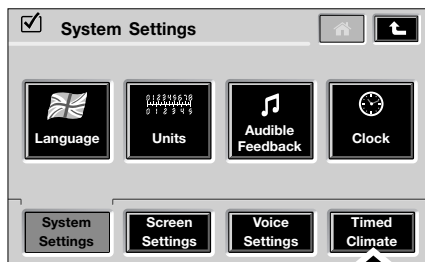 System Settings
Language
Units
Audible
Feedback
Clock
System
Settings
Screen
Settings
Voice
Settings
Timed
Climate